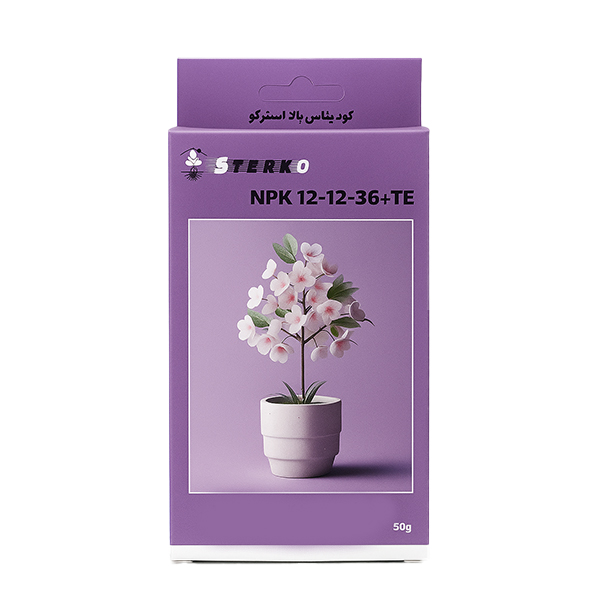 کود پتاس بالا استرکو
STERKO
NPK 12-12-36+TE
50g